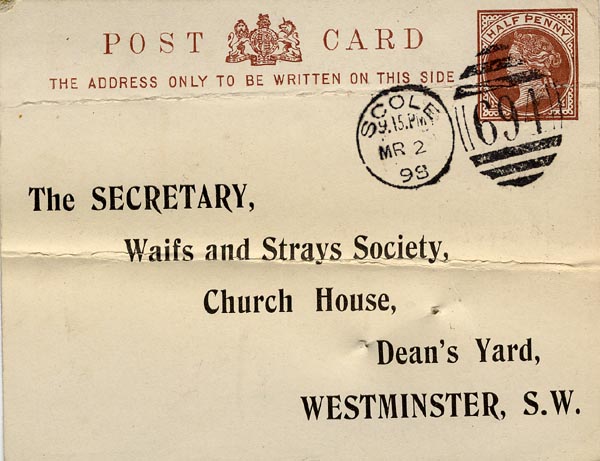 POST CARD
THE ADDRESS ONLY TO BE WRITTEN ON THIS SIDE
HALF PENNY
SCOLE
9.15.PM
MR 2
98
694
The SECRETARY,
Waifs and Strays Society,
Church House,
Dean's Yard,
WESTMINSTER, S.W.